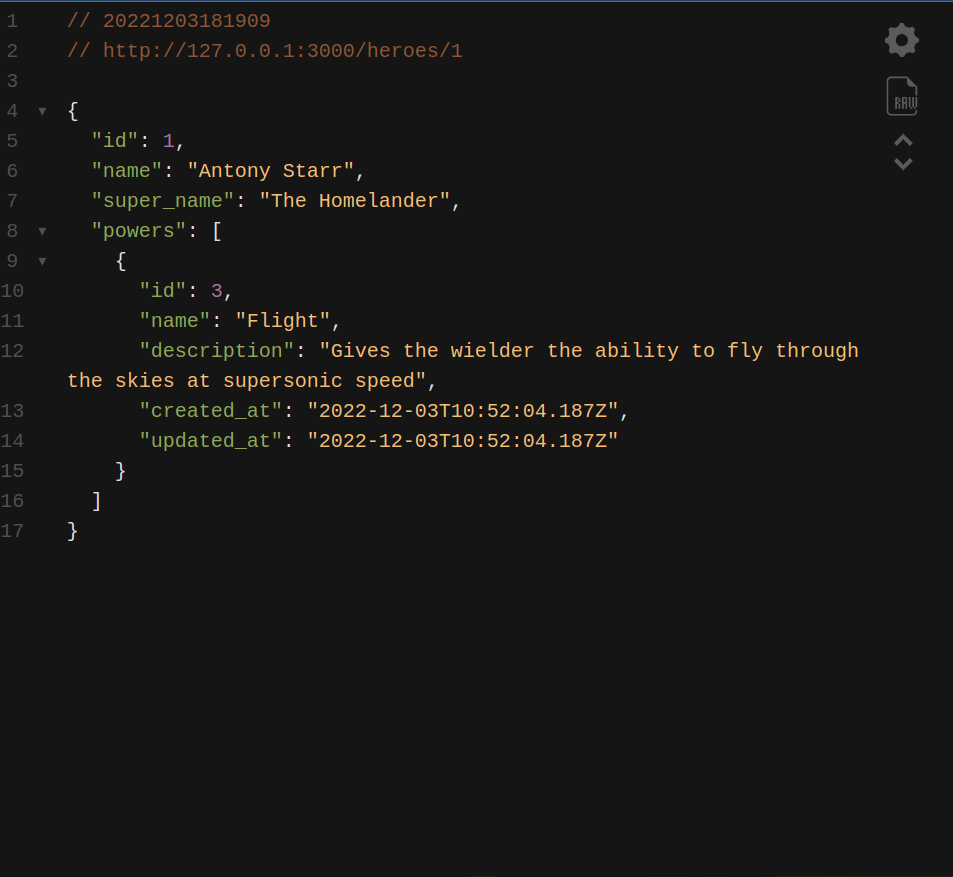 1 // 20221203181909
2 // http://127.0.0.1:3000/heroes/1
3
4 ▼ {
5 "id": 1,
6 "name": "Antony Starr",
7 "super_name": "The Homelander",
8 ▼ "powers": [
9 ▼ {
10 "id": 3,
11 "name": "Flight",
12 "description": "Gives the wielder the ability to fly through
the skies at supersonic speed",
13 "created_at": "2022-12-03T10:52:04.187Z",
14 "updated_at": "2022-12-03T10:52:04.187Z"
15 }
16 ]
17 }
RAW